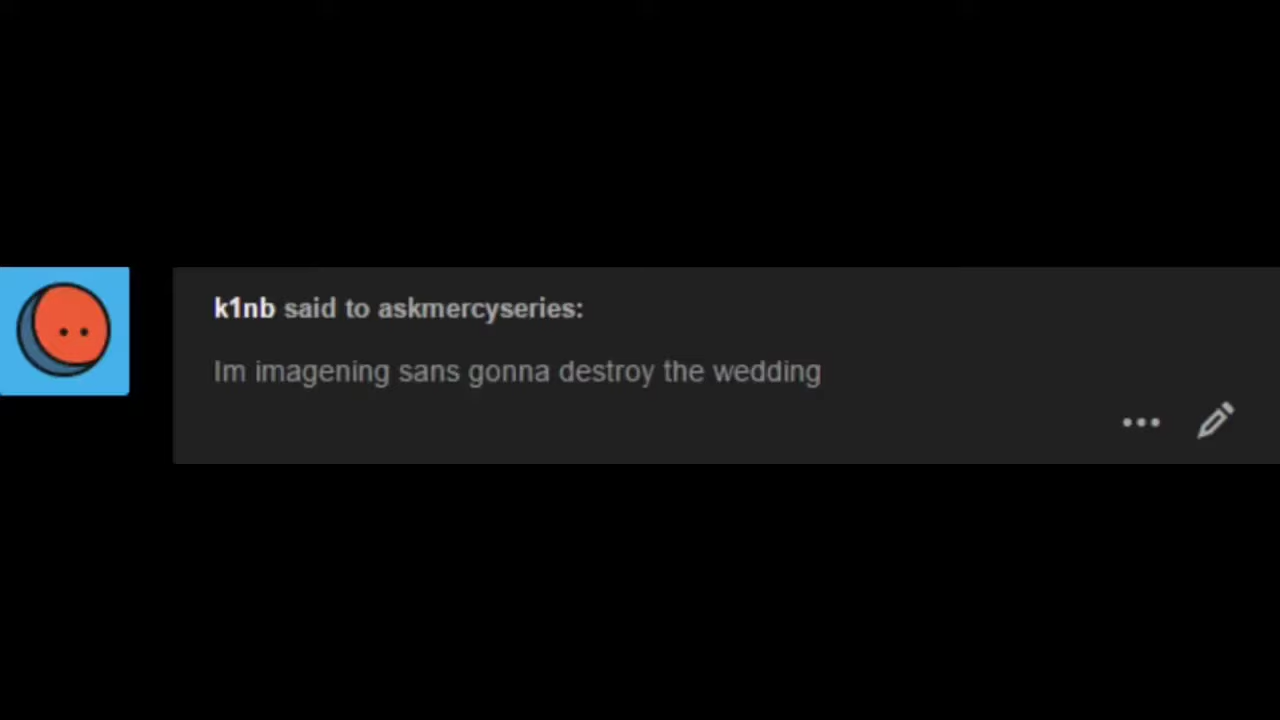 k1nb said to askmercyseries:
Im imagening sans gonna destroy the wedding